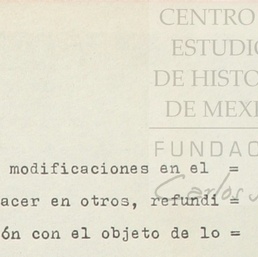 CENTRO
ESTUDIO
DE HISTO
DE MEXI
FUNDAC
Carlos
modificaciones en el =
acer en otros, refundi =
ón con el objeto de lo =